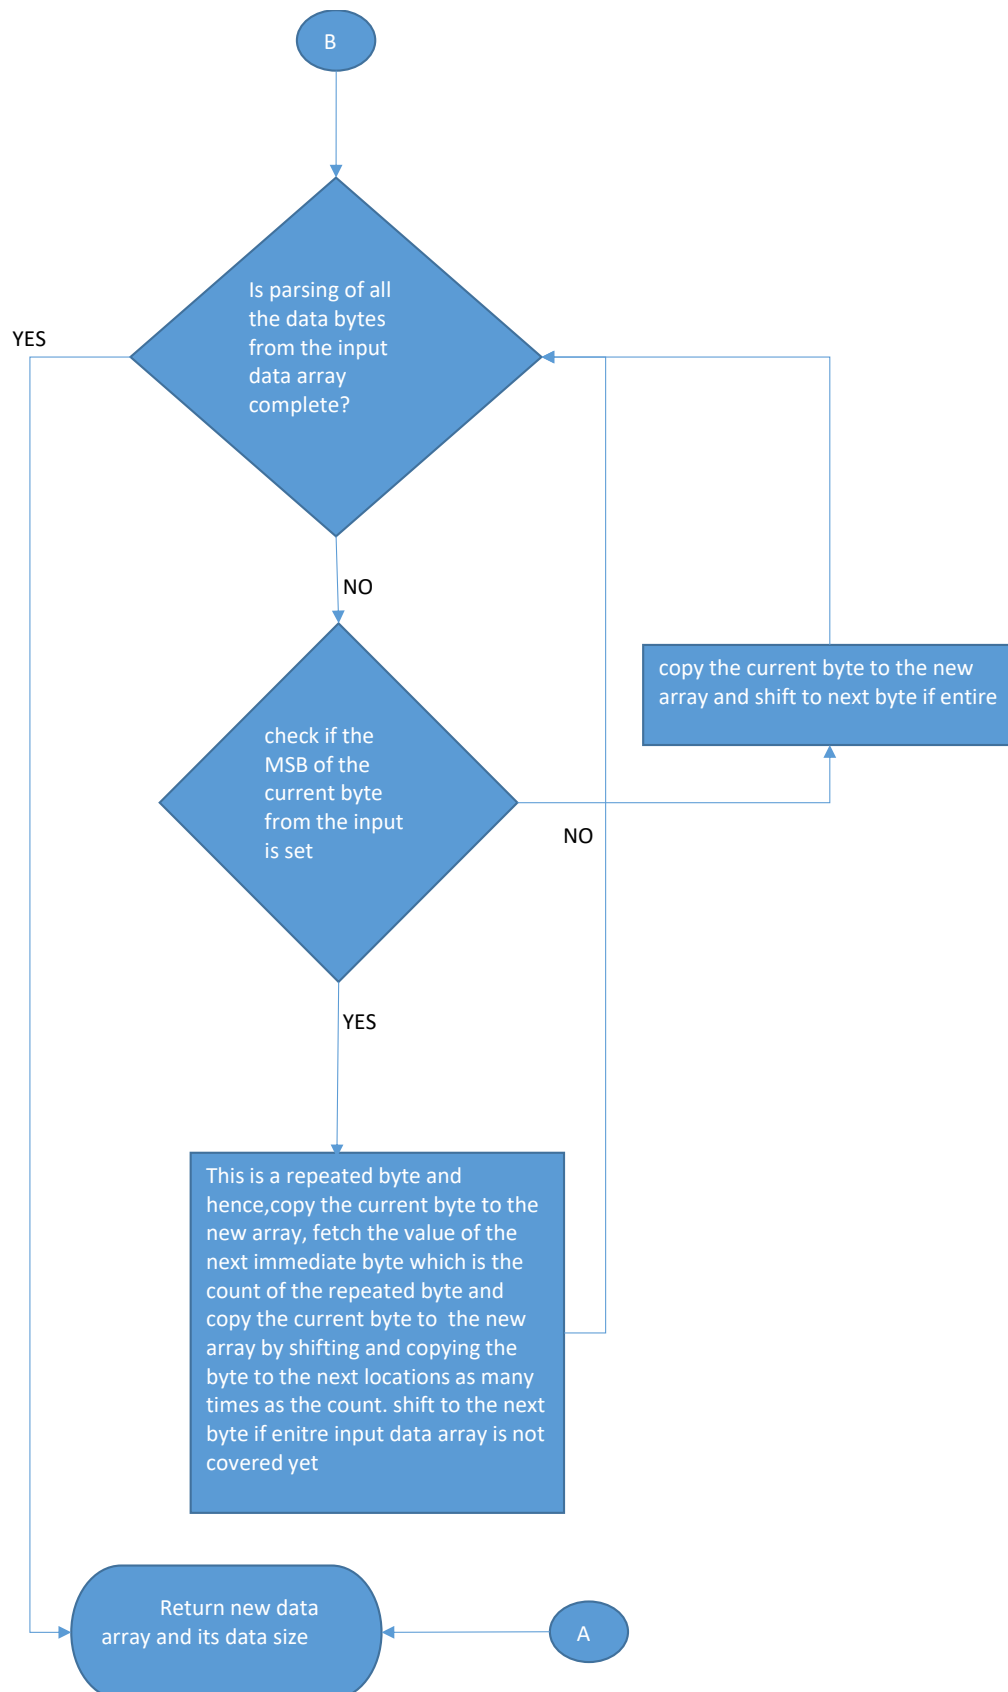 B
Is parsing of all
the data bytes
from the input
data array
complete?
YES
NO
copy the current byte to the new
array and shift to next byte if entire
check if the
MSB of the
current byte
from the input
is set
NO
YES
This is a repeated byte and
hence,copy the current byte to the
new array, fetch the value of the
next immediate byte which is the
count of the repeated byte and
copy the current byte to  the new
array by shifting and copying the
byte to the next locations as many
times as the count. shift to the next
byte if enitre input data array is not
covered yet
Return new data
array and its data size
A